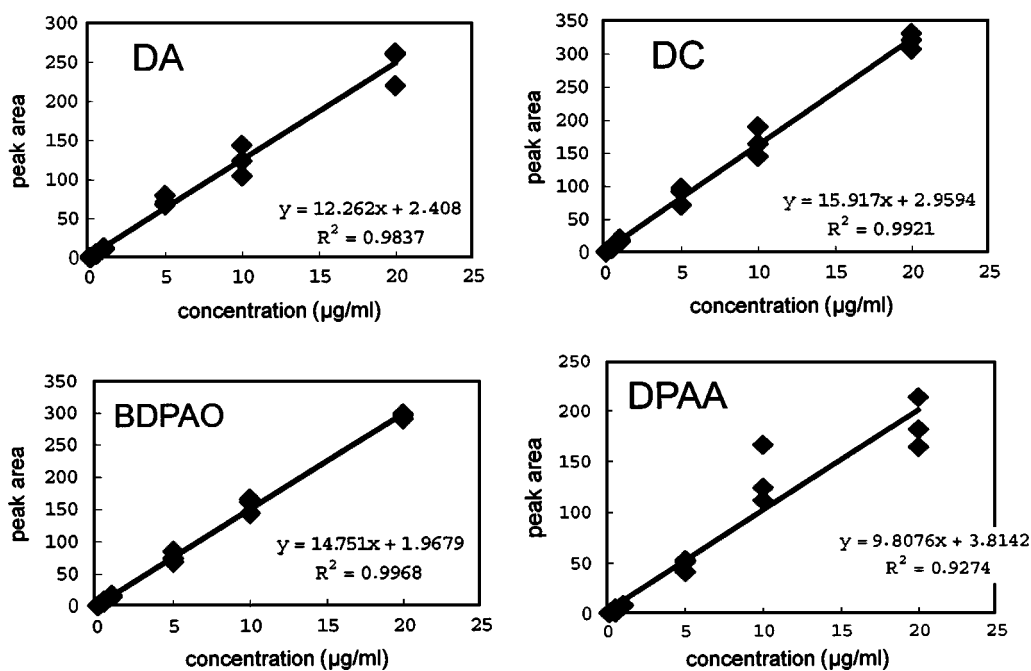 DA
300
250
200
150
100
50
0
peak area
y = 12.262x + 2.408
R² = 0.9837
0 5 10 15 20 25
concentration (µg/ml)
DC
350
300
250
200
150
100
50
0
peak area
y = 15.917x + 2.9594
R² = 0.9921
0 5 10 15 20 25
concentration (µg/ml)
BDPAO
350
300
250
200
150
100
50
0
peak area
y = 14.751x + 1.9679
R² = 0.9968
0 5 10 15 20 25
concentration (µg/ml)
DPAA
250
200
150
100
50
0
peak area
y = 9.8076x + 3.8142
R² = 0.9274
0 5 10 15 20 25
concentration (µg/ml)